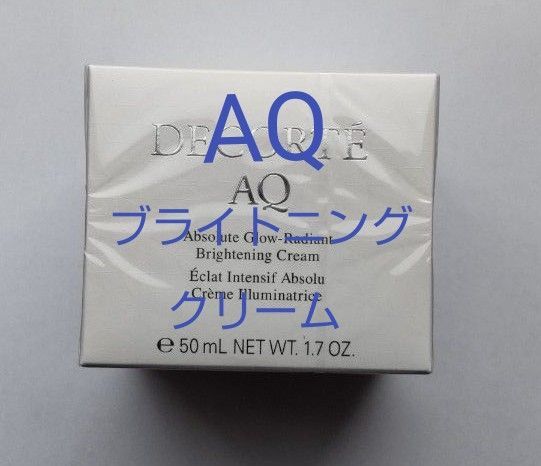 AQ
DECORTÉ
AQ
ブライトニング
Absolute Glow-Radiant
Brightening Cream
Éclat Intensif Absolu
Crème Illuminatrice
クリーム
℮ 50 mL NET WT. 1.7 OZ.